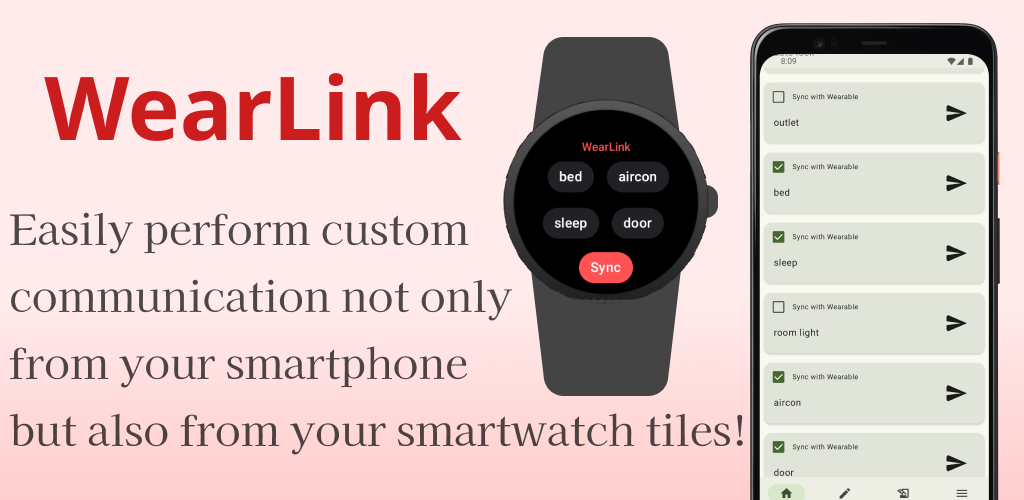 WearLink
Easily perform custom
communication not only
from your smartphone
but also from your smartwatch tiles!
WearLink
bed
aircon
sleep
door
Sync
8:09
Sync with Wearable
outlet
Sync with Wearable
bed
Sync with Wearable
sleep
Sync with Wearable
room light
Sync with Wearable
aircon
Sync with Wearable
door